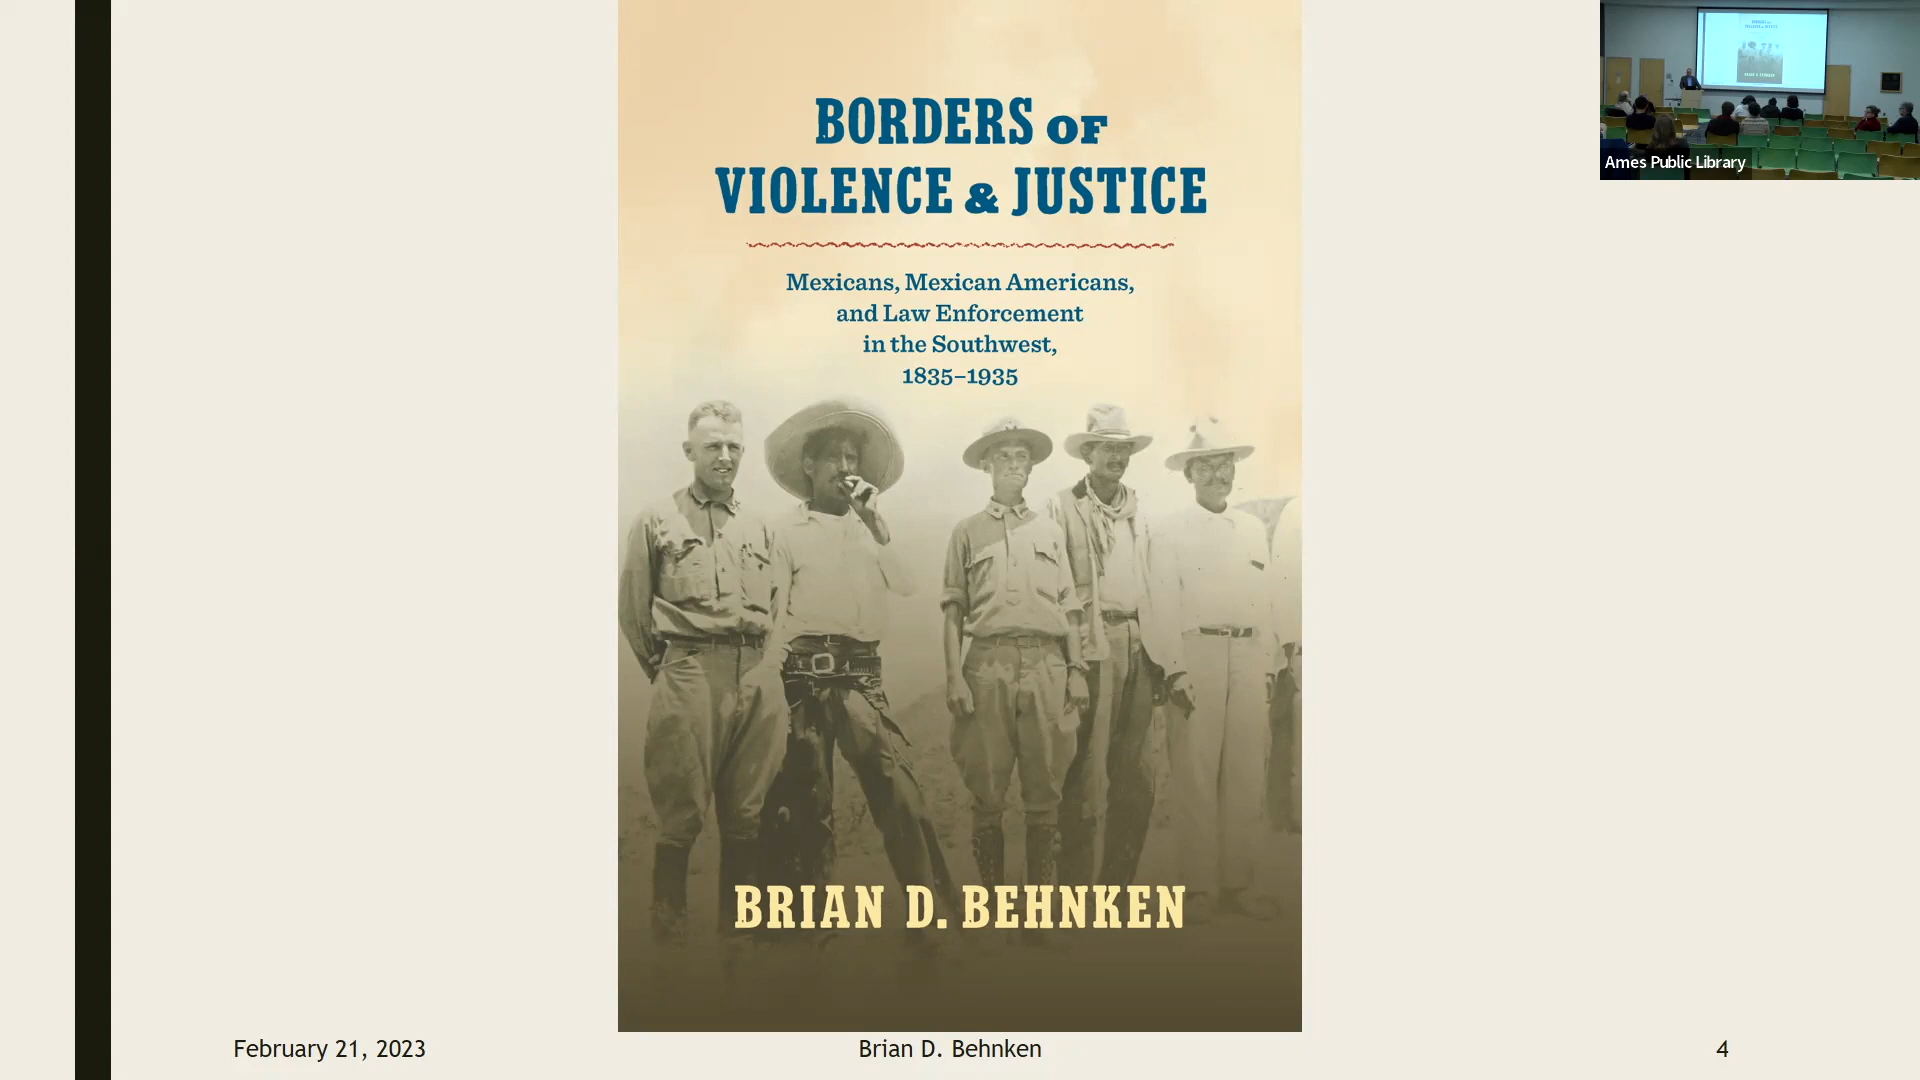 BORDERS OF
VIOLENCE & JUSTICE
Mexicans, Mexican Americans,
and Law Enforcement
in the Southwest,
1835–1935
BRIAN D. BEHNKEN
Ames Public Library
February 21, 2023
Brian D. Behnken
4